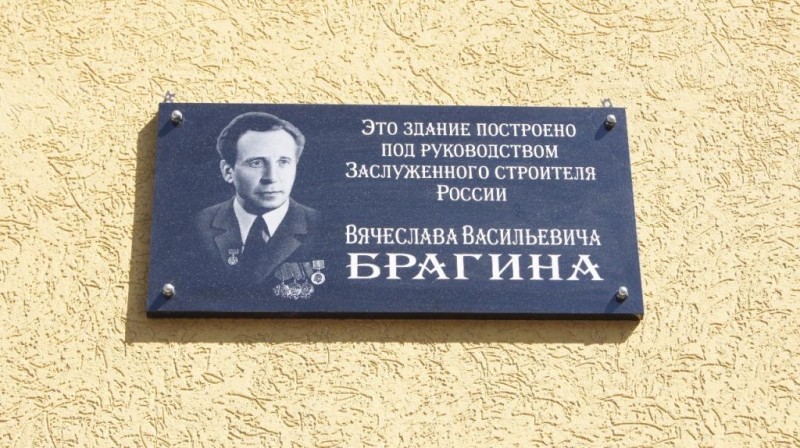 Это здание построено
под руководством
Заслуженного строителя
России
Вячеслава Васильевича
БРАГИНА